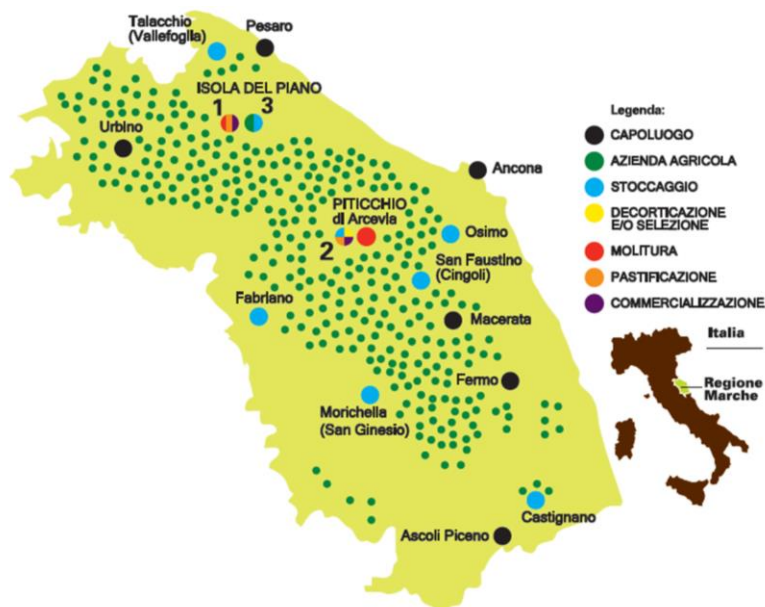 Talacchio
(Vallefoglia)
Pesaro
ISOLA DEL PIANO
1
3
Urbino
Ancona
PITICCHIO
di Arcevia
2
Osimo
San Faustino
(Cingoli)
Fabriano
Macerata
Fermo
Morichella
(San Ginesio)
Castignano
Ascoli Piceno
Legenda:
CAPOLUOGO
AZIENDA AGRICOLA
STOCCAGGIO
DECORTICAZIONE
E/O SELEZIONE
MOLITURA
PASTIFICAZIONE
COMMERCIALIZZAZIONE
Italia
Regione
Marche